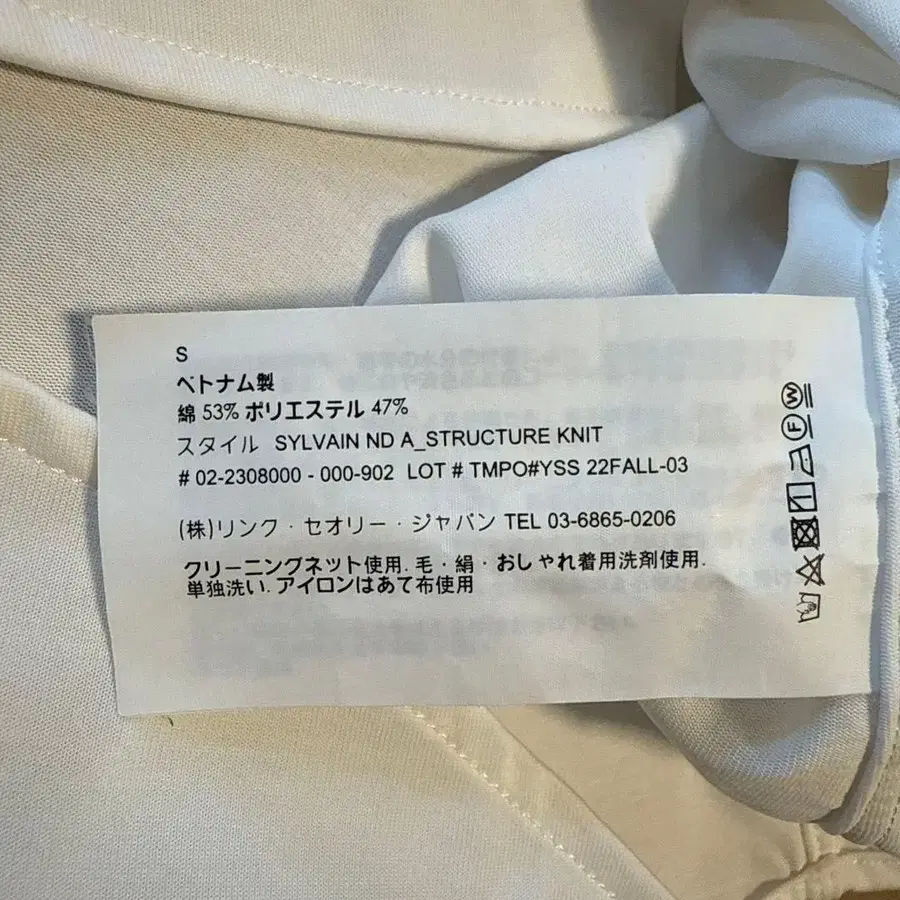 S
ベトナム製
綿 53% ポリエステル 47%
スタイル SYLVAIN ND A_STRUCTURE KNIT
# 02-2308000 - 000-902 LOT # TMPO#YSS 22FALL-03
(株)リンク・セオリー・ジャパン TEL 03-6865-0206
クリーニングネット使用. 毛・絹・おしゃれ着用洗剤使用.
単独洗い. アイロンはあて布使用
W
F